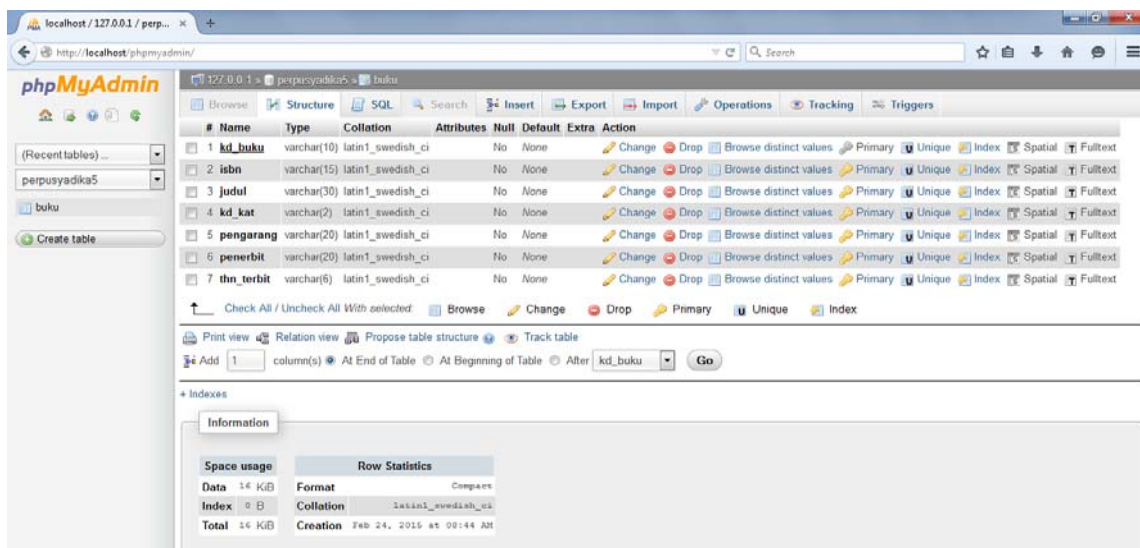 localhost / 127.0.0.1 / perp... × +
http://localhost/phpmyadmin/ Search
phpMyAdmin
(Recent tables) ...
perpusyadika5
buku
Create table
127.0.0.1 » perpusyadika5 » buku
Browse Structure SQL Search Insert Export Import Operations Tracking Triggers
# Name Type Collation Attributes Null Default Extra Action
1 kd_buku varchar(10) latin1_swedish_ci No None Change Drop Browse distinct values Primary Unique Index Spatial Fulltext
2 isbn varchar(15) latin1_swedish_ci No None Change Drop Browse distinct values Primary Unique Index Spatial Fulltext
3 judul varchar(30) latin1_swedish_ci No None Change Drop Browse distinct values Primary Unique Index Spatial Fulltext
4 kd_kat varchar(2) latin1_swedish_ci No None Change Drop Browse distinct values Primary Unique Index Spatial Fulltext
5 pengarang varchar(20) latin1_swedish_ci No None Change Drop Browse distinct values Primary Unique Index Spatial Fulltext
6 penerbit varchar(20) latin1_swedish_ci No None Change Drop Browse distinct values Primary Unique Index Spatial Fulltext
7 thn_terbit varchar(6) latin1_swedish_ci No None Change Drop Browse distinct values Primary Unique Index Spatial Fulltext
Check All / Uncheck All With selected: Browse Change Drop Primary Unique Index
Print view Relation view Propose table structure Track table
Add 1 column(s) At End of Table At Beginning of Table After kd_buku Go
+ Indexes
Information
Space usage
Data 16 KiB
Index 0 B
Total 16 KiB
Row Statistics
Format Compact
Collation latin1_swedish_ci
Creation Feb 24, 2015 at 08:44 AM